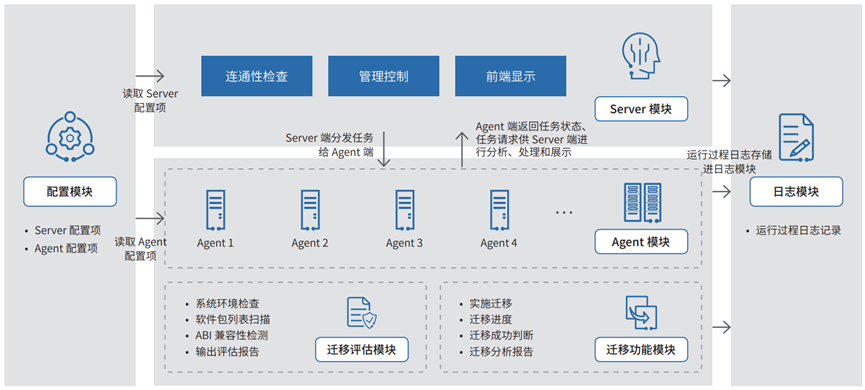 连通性检查
管理控制
前端显示
Server 模块
读取 Server
配置项
Server 端分发任务
给 Agent 端
Agent 端返回任务状态、
任务请求供 Server 端进
行分析、处理和展示
运行过程日志存储
进日志模块
配置模块
• Server 配置项
• Agent 配置项
读取 Agent
配置项
Agent 1
Agent 2
Agent 3
Agent 4
...
Agent 模块
日志模块
• 运行过程日志记录
• 系统环境检查
• 软件包列表扫描
• ABI 兼容性检测
• 输出评估报告
迁移评估模块
• 实施迁移
• 迁移进度
• 迁移成功判断
• 迁移分析报告
迁移功能模块